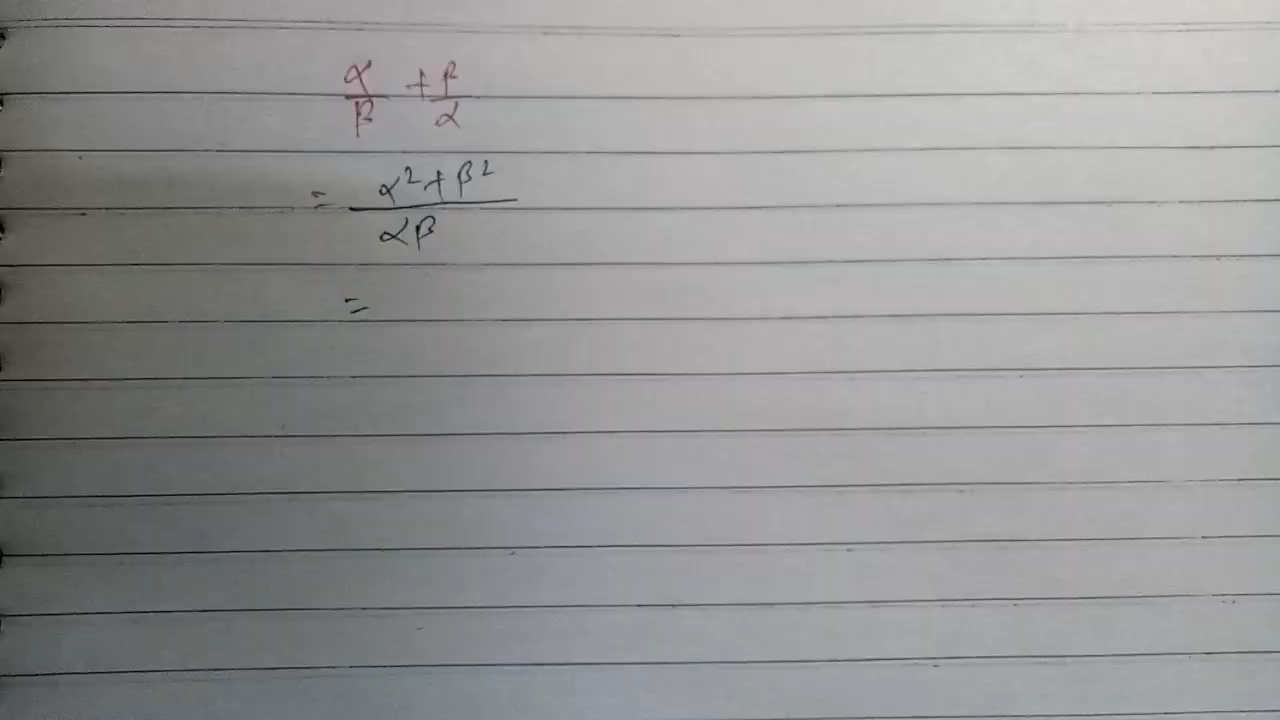 α/β + β/α
= (α² + β²)/(αβ)
=